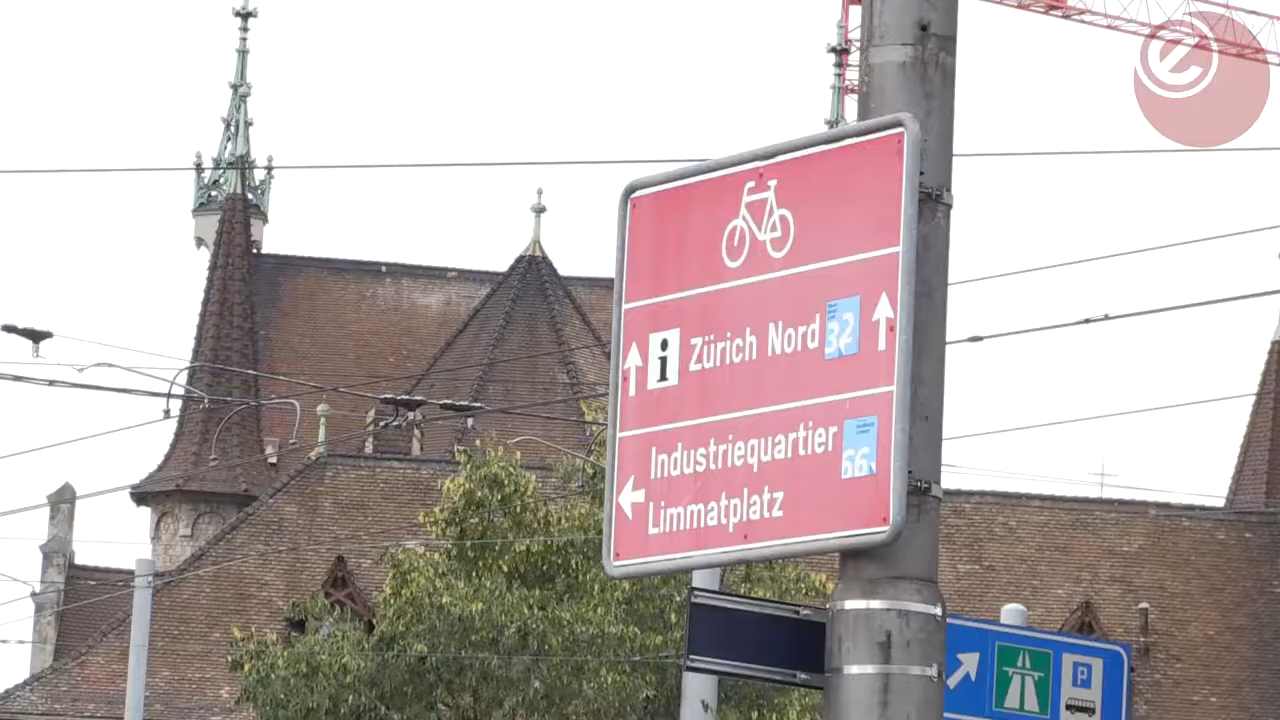 i Zürich Nord 32
Industriequartier 66
Limmatplatz
P
e